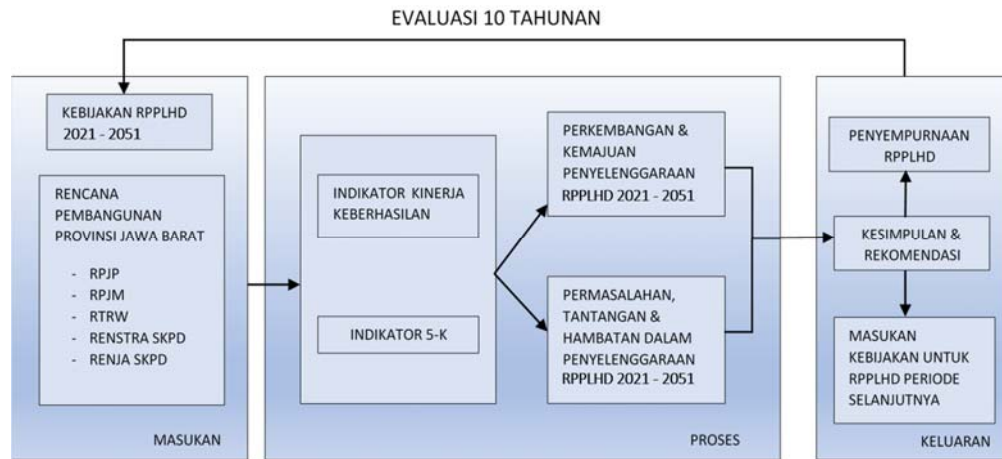 EVALUASI 10 TAHUNAN
KEBIJAKAN RPPLHD
2021 - 2051
RENCANA
PEMBANGUNAN
PROVINSI JAWA BARAT
- RPJP
- RPJM
- RTRW
- RENSTRA SKPD
- RENJA SKPD
MASUKAN
INDIKATOR KINERJA
KEBERHASILAN
INDIKATOR 5-K
PERKEMBANGAN &
KEMAJUAN
PENYELENGGARAAN
RPPLHD 2021 - 2051
PERMASALAHAN,
TANTANGAN &
HAMBATAN DALAM
PENYELENGGARAAN
RPPLHD 2021 - 2051
PROSES
PENYEMPURNAAN
RPPLHD
KESIMPULAN &
REKOMENDASI
MASUKAN
KEBIJAKAN UNTUK
RPPLHD PERIODE
SELANJUTNYA
KELUARAN